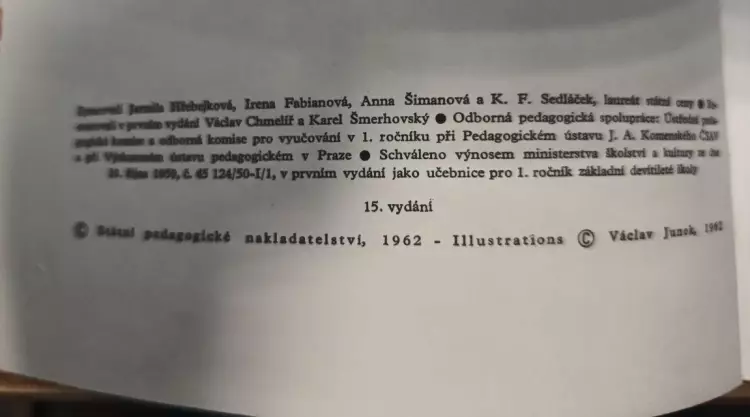 Zpracovali Jarmila Hřebejková, Irena Fabianová, Anna Šimanová a K. F. Sedláček, laureát státní ceny ●
v prvním vydání Václav Chmelíř a Karel Šmerhovský ● Odborná pedagogická spolupráce: Ústřední
komise a odborná komise pro vyučování v 1. ročníku při Pedagogickém ústavu J. A. Komenského ČSAV
a při Výzkumném ústavu pedagogickém v Praze ● Schváleno výnosem ministerstva školství a kultury ze dne
října 1959, č. 45 124/50-I/1, v prvním vydání jako učebnice pro 1. ročník základní devítileté školy
15. vydání
© Státní pedagogické nakladatelství, 1962 - Illustrations © Václav Junek 1962